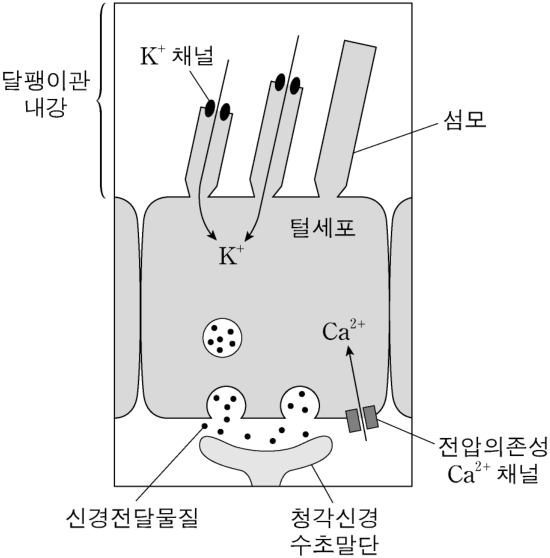 K⁺ 채널
달팽이관
내강
섬모
털세포
K⁺
Ca²⁺
전압의존성
Ca²⁺ 채널
신경전달물질
청각신경
수초말단